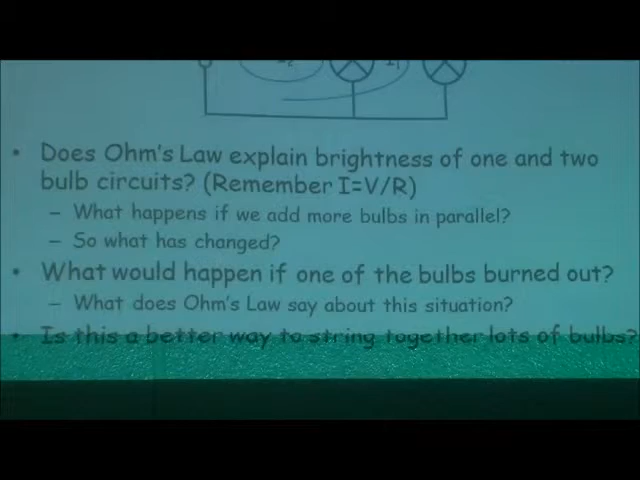 • Does Ohm's Law explain brightness of one and two
bulb circuits? (Remember I=V/R)
– What happens if we add more bulbs in parallel?
– So what has changed?
• What would happen if one of the bulbs burned out?
– What does Ohm's Law say about this situation?
• Is this a better way to string together lots of bulbs?